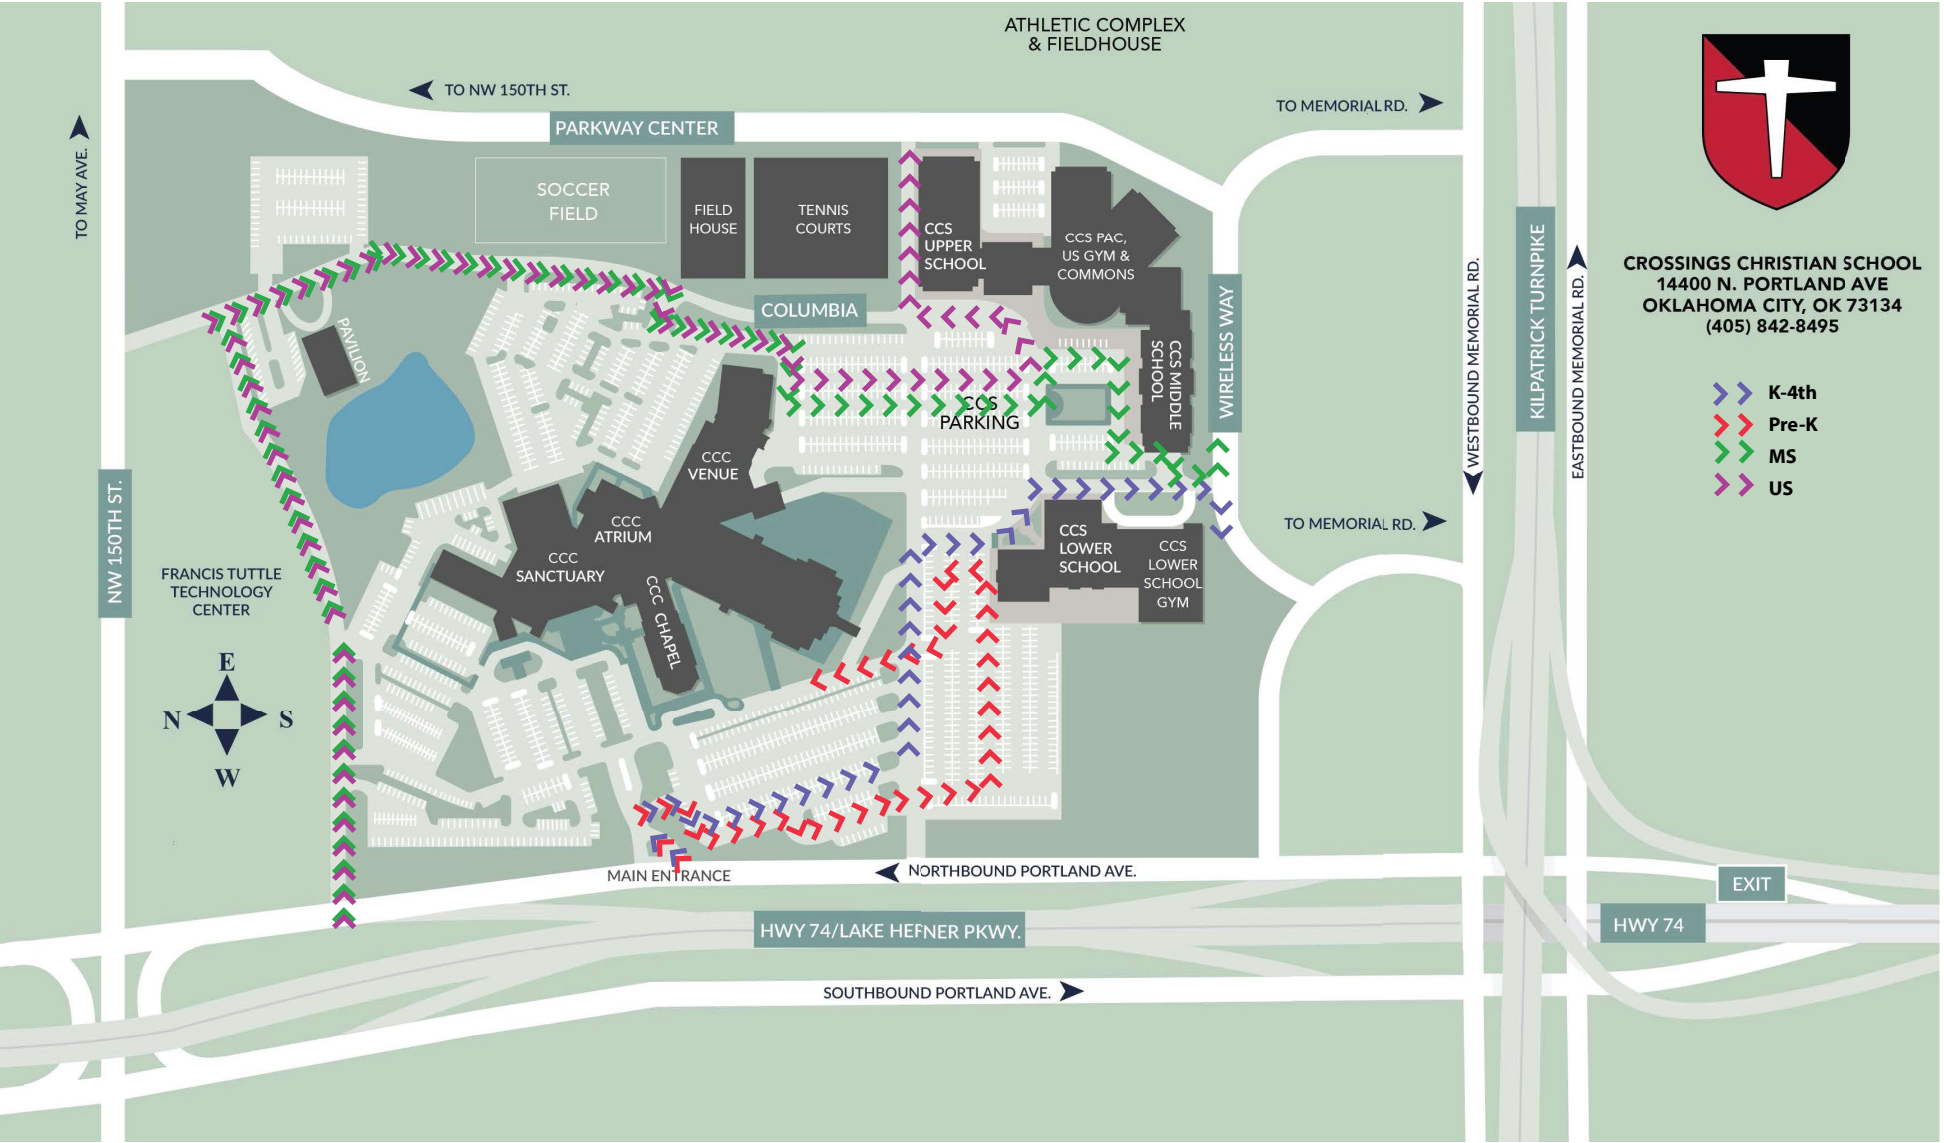 ATHLETIC COMPLEX
& FIELDHOUSE
TO NW 150TH ST.
TO MEMORIAL RD.
PARKWAY CENTER
TO MAY AVE.
SOCCER
FIELD
FIELD
HOUSE
TENNIS
COURTS
CCS
UPPER
SCHOOL
CCS PAC,
US GYM &
COMMONS
COLUMBIA
WIRELESS WAY
WESTBOUND MEMORIAL RD.
KILPATRICK TURNPIKE
EASTBOUND MEMORIAL RD.
CROSSINGS CHRISTIAN SCHOOL
14400 N. PORTLAND AVE
OKLAHOMA CITY, OK 73134
(405) 842-8495
PAVILION
CCS MIDDLE
SCHOOL
K-4th
Pre-K
MS
US
CCS
PARKING
CCC
VENUE
NW 150TH ST.
CCC
ATRIUM
CCC
SANCTUARY
CCC CHAPEL
TO MEMORIAL RD.
CCS
LOWER
SCHOOL
CCS
LOWER
SCHOOL
GYM
FRANCIS TUTTLE
TECHNOLOGY
CENTER
E
N
S
W
MAIN ENTRANCE
NORTHBOUND PORTLAND AVE.
EXIT
HWY 74/LAKE HEFNER PKWY.
HWY 74
SOUTHBOUND PORTLAND AVE.